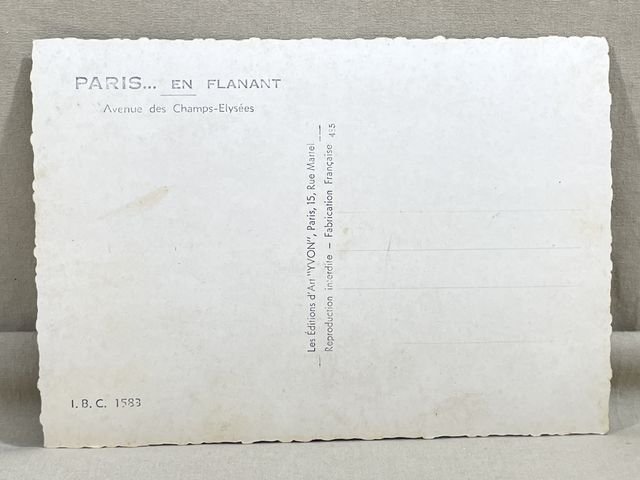 PARIS... EN FLANANT
Avenue des Champs-Elysées
Les Éditions d'Art "YVON", Paris, 15, Rue Martel
Reproduction interdite - Fabrication Française
I. B. C. 1583